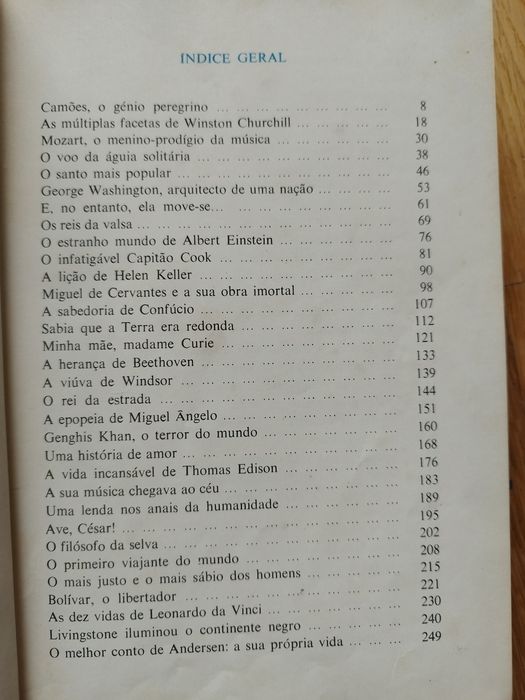 ÍNDICE GERAL
Camões, o génio peregrino ... ... ... ... ... ... ... ... ... 8
As múltiplas facetas de Winston Churchill ... ... ... ... ... 18
Mozart, o menino-prodígio da música ... ... ... ... ... ... 30
O voo da águia solitária ... ... ... ... ... ... ... ... ... 38
O santo mais popular ... ... ... ... ... ... ... ... ... ... 46
George Washington, arquitecto de uma nação ... ... ... ... 53
E, no entanto, ela move-se... ... ... ... ... ... ... ... ... 61
Os reis da valsa ... ... ... ... ... ... ... ... ... ... ... 69
O estranho mundo de Albert Einstein ... ... ... ... ... ... 76
O infatigável Capitão Cook ... ... ... ... ... ... ... ... 81
A lição de Helen Keller ... ... ... ... ... ... ... ... ... 90
Miguel de Cervantes e a sua obra imortal ... ... ... ... ... 98
A sabedoria de Confúcio ... ... ... ... ... ... ... ... ... 107
Sabia que a Terra era redonda ... ... ... ... ... ... ... 112
Minha mãe, madame Curie ... ... ... ... ... ... ... ... 121
A herança de Beethoven ... ... ... ... ... ... ... ... ... 133
A viúva de Windsor ... ... ... ... ... ... ... ... ... ... 139
O rei da estrada ... ... ... ... ... ... ... ... ... ... ... 144
A epopeia de Miguel Ângelo ... ... ... ... ... ... ... ... 151
Genghis Khan, o terror do mundo ... ... ... ... ... ... ... 160
Uma história de amor ... ... ... ... ... ... ... ... ... ... 168
A vida incansável de Thomas Edison ... ... ... ... ... ... 176
A sua música chegava ao céu ... ... ... ... ... ... ... ... 183
Uma lenda nos anais da humanidade ... ... ... ... ... ... 189
Ave, César! ... ... ... ... ... ... ... ... ... ... ... ... 195
O filósofo da selva ... ... ... ... ... ... ... ... ... ... 202
O primeiro viajante do mundo ... ... ... ... ... ... ... 208
O mais justo e o mais sábio dos homens ... ... ... ... ... 215
Bolívar, o libertador ... ... ... ... ... ... ... ... ... ... 221
As dez vidas de Leonardo da Vinci ... ... ... ... ... ... 230
Livingstone iluminou o continente negro ... ... ... ... ... 240
O melhor conto de Andersen: a sua própria vida ... ... ... 249